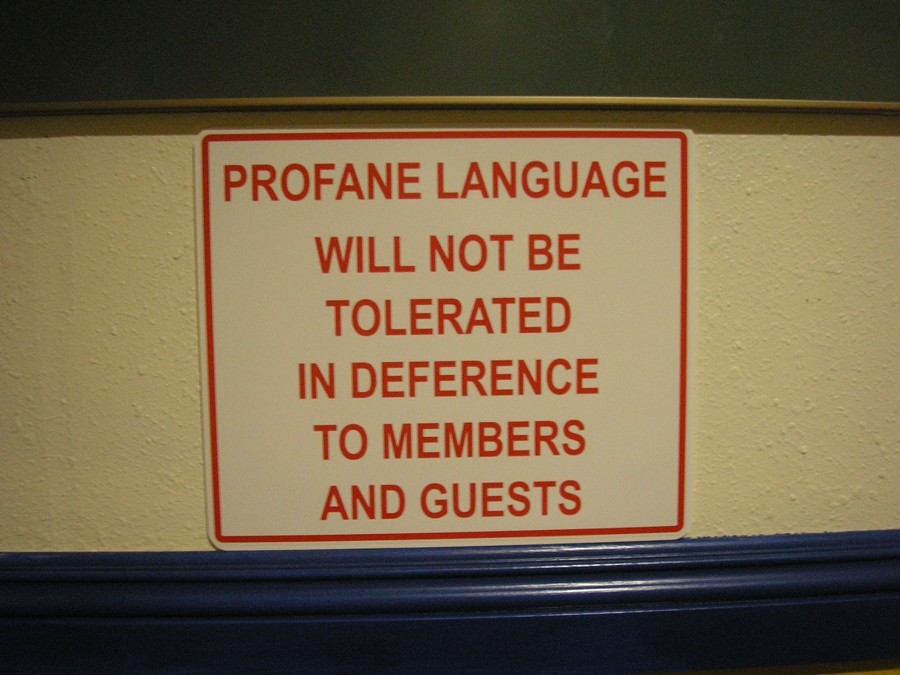 PROFANE LANGUAGE
WILL NOT BE
TOLERATED
IN DEFERENCE
TO MEMBERS
AND GUESTS